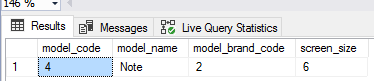 146 %
Results Messages Live Query Statistics
model_code model_name model_brand_code screen_size
1 4 Note 2 6